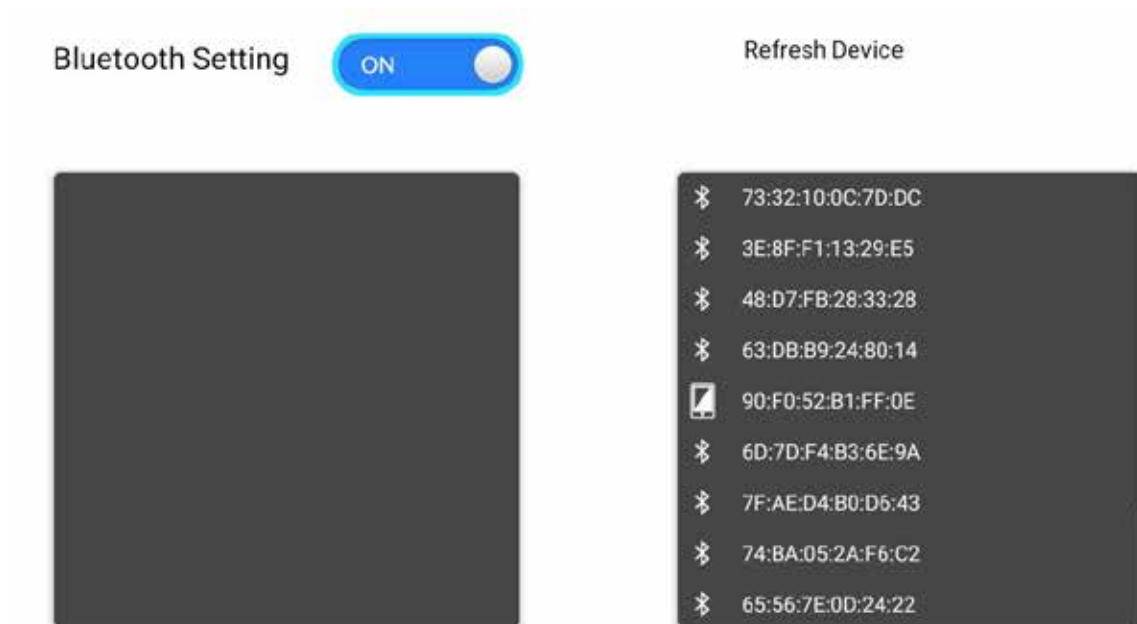 Bluetooth Setting
ON
Refresh Device
73:32:10:0C:7D:DC
3E:8F:F1:13:29:E5
48:D7:FB:28:33:28
63:DB:B9:24:80:14
90:F0:52:B1:FF:0E
6D:7D:F4:B3:6E:9A
7F:AE:D4:B0:D6:43
74:BA:05:2A:F6:C2
65:56:7E:0D:24:22